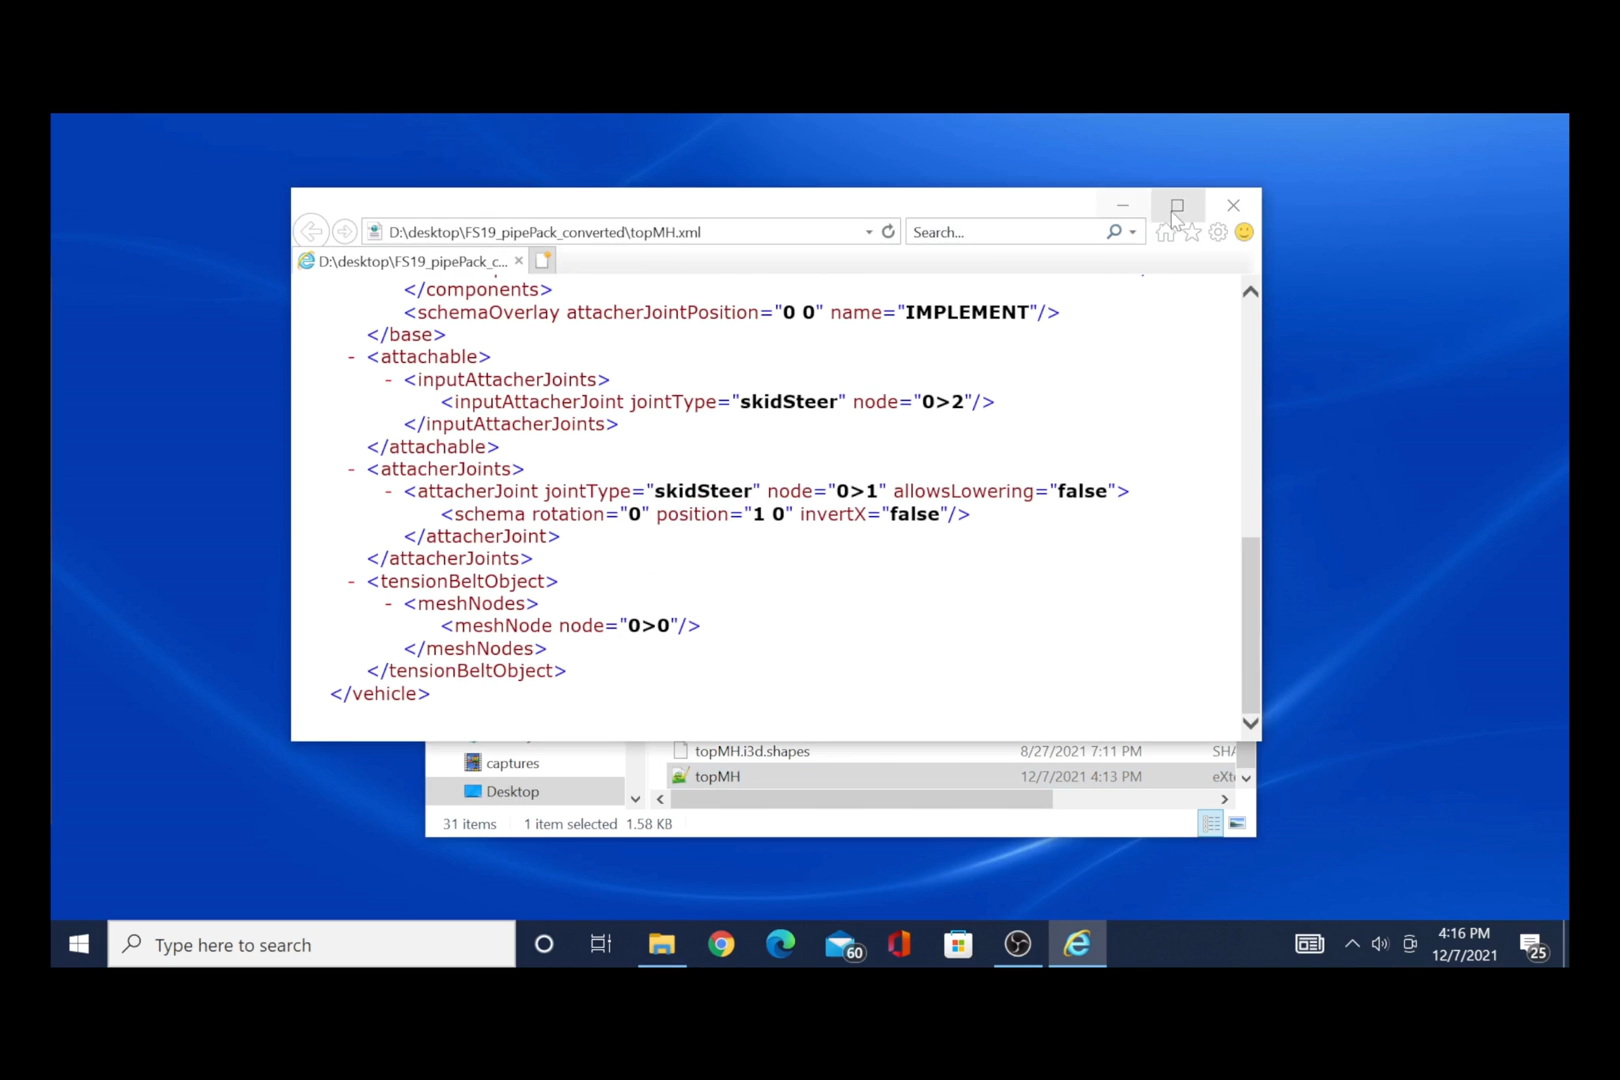 D:\desktop\FS19_pipePack_converted\topMH.xml
Search...
D:\desktop\FS19_pipePack_c...
</components>
<schemaOverlay attacherJointPosition="0 0" name="IMPLEMENT"/>
</base>
- <attachable>
- <inputAttacherJoints>
<inputAttacherJoint jointType="skidSteer" node="0>2"/>
</inputAttacherJoints>
</attachable>
- <attacherJoints>
- <attacherJoint jointType="skidSteer" node="0>1" allowsLowering="false">
<schema rotation="0" position="1 0" invertX="false"/>
</attacherJoint>
</attacherJoints>
- <tensionBeltObject>
- <meshNodes>
<meshNode node="0>0"/>
</meshNodes>
</tensionBeltObject>
</vehicle>
topMH.i3d.shapes 8/27/2021 7:11 PM SHA
captures
topMH 12/7/2021 4:13 PM eXt
Desktop
31 items 1 item selected 1.58 KB
Type here to search
60
4:16 PM
12/7/2021
25